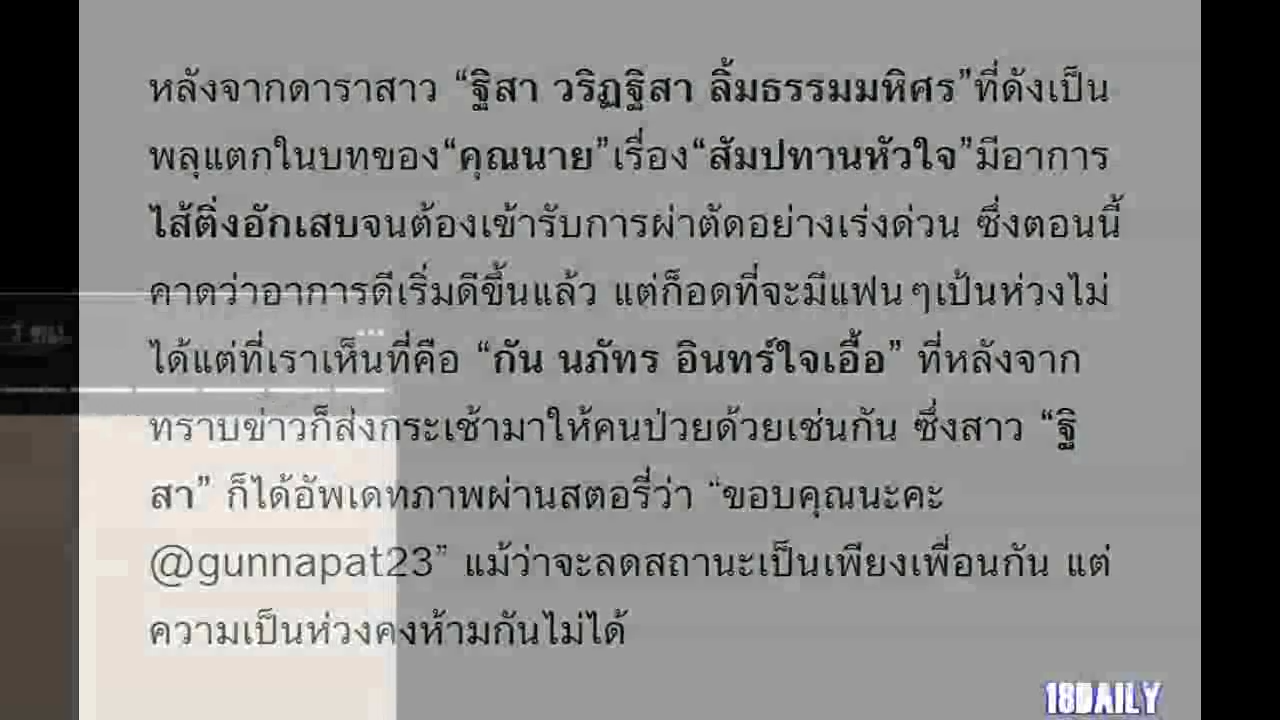 หลังจากดาราสาว “ฐิสา วริฏฐิสา ลิ้มธรรมมหิศร”ที่ดังเป็น
พลุแตกในบทของ“คุณนาย”เรื่อง“สัมปทานหัวใจ”มีอาการ
ไส้ติ่งอักเสบจนต้องเข้ารับการผ่าตัดอย่างเร่งด่วน ซึ่งตอนนี้
คาดว่าอาการดีเริ่มดีขึ้นแล้ว แต่ก็อดที่จะมีแฟนๆเป้นห่วงไม่
ได้แต่ที่เราเห็นที่คือ “กัน นภัทร อินทร์ใจเอื้อ” ที่หลังจาก
ทราบข่าวก็ส่งกระเช้ามาให้คนป่วยด้วยเช่นกัน ซึ่งสาว “ฐิ
สา” ก็ได้อัพเดทภาพผ่านสตอรี่ว่า “ขอบคุณนะคะ
@gunnapat23” แม้ว่าจะลดสถานะเป็นเพียงเพื่อนกัน แต่
ความเป็นห่วงคงห้ามกันไม่ได้
18DAILY